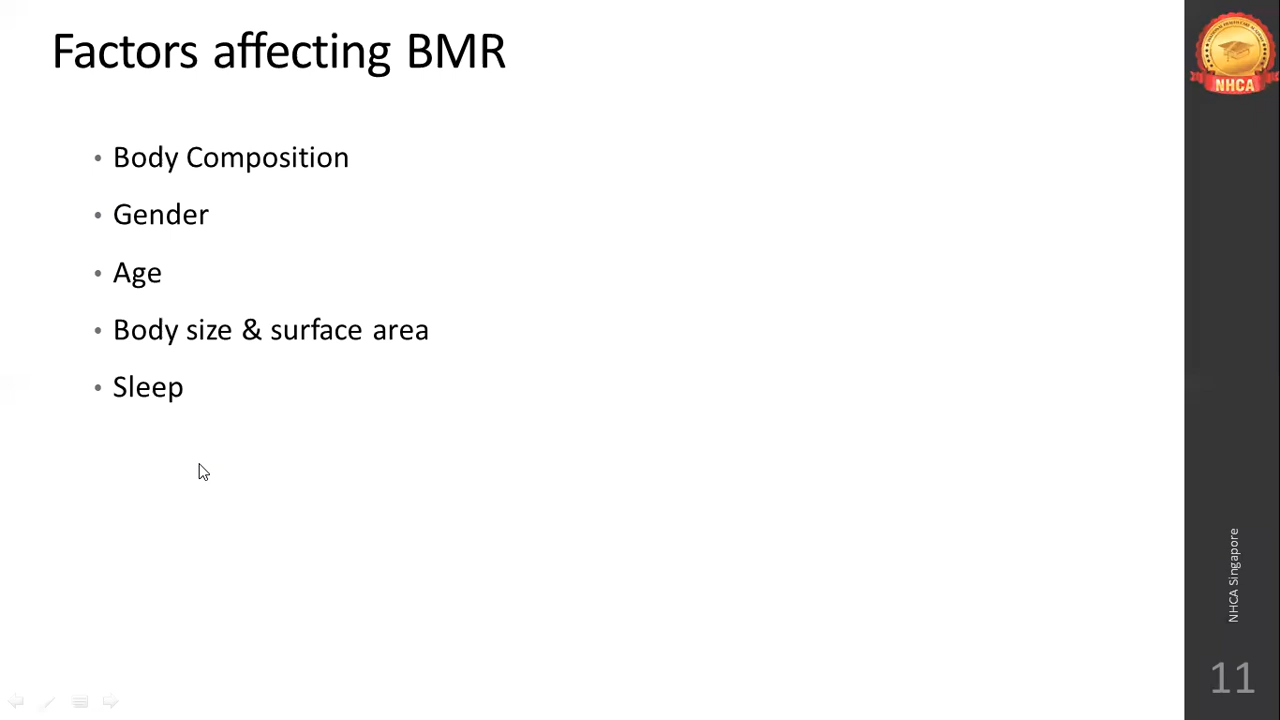 Factors affecting BMR
• Body Composition
• Gender
• Age
• Body size & surface area
• Sleep
NHCA
NHCA Singapore
11